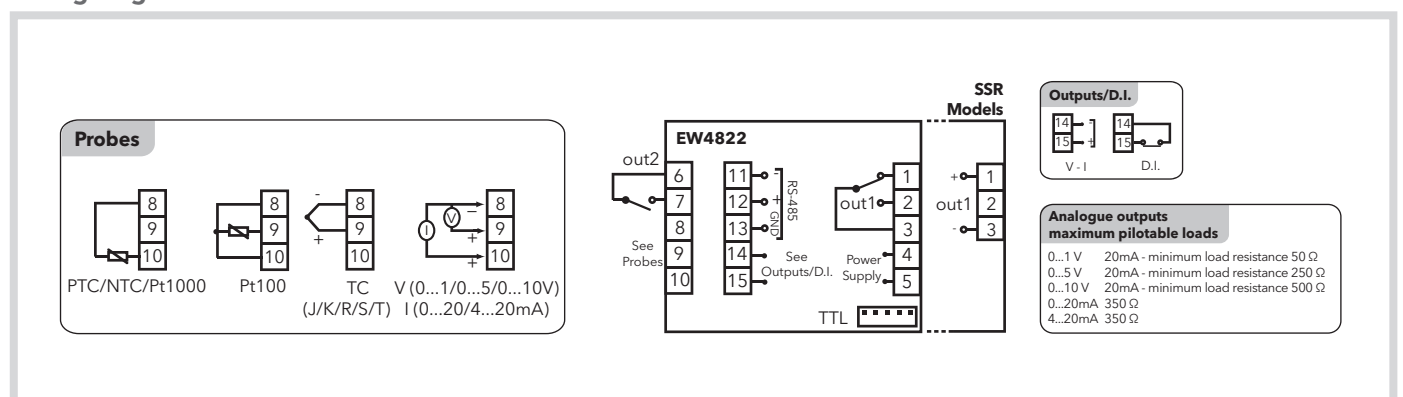 Probes
8
9
10
PTC/NTC/Pt1000
8
9
10
Pt100
-
+
8
9
10
TC
(J/K/R/S/T)
I
V
–
+
+
8
9
10
V (0...1/0...5/0...10V)
I (0...20/4...20mA)
EW4822
out2
6
7
8
9
10
See
Probes
11
12
13
14
15
-
+
GND
RS-485
See
Outputs/D.I.
out1
1
2
3
4
5
Power
Supply
TTL
SSR
Models
out1
+
-
1
2
3
Outputs/D.I.
14
15
-
+
V - I
14
15
D.I.
Analogue outputs
maximum pilotable loads
0...1 V 20mA - minimum load resistance 50 Ω
0...5 V 20mA - minimum load resistance 250 Ω
0...10 V 20mA - minimum load resistance 500 Ω
0...20mA 350 Ω
4...20mA 350 Ω